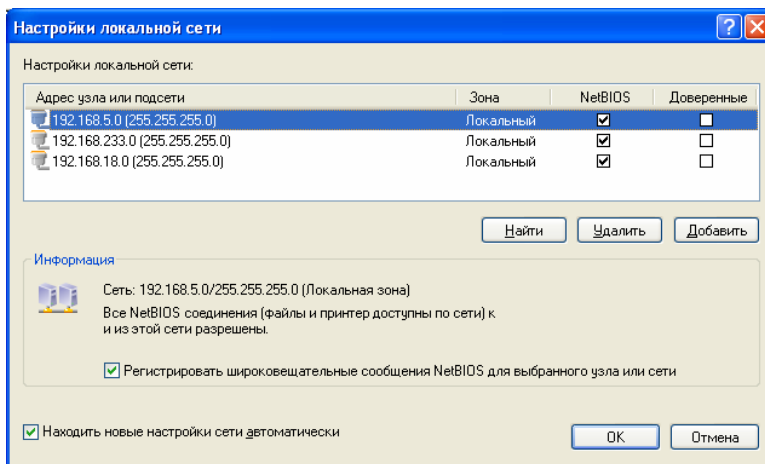 Настройки локальной сети
Настройки локальной сети:
Адрес узла или подсети Зона NetBIOS Доверенные
192.168.5.0 (255.255.255.0) Локальный
192.168.233.0 (255.255.255.0) Локальный
192.168.18.0 (255.255.255.0) Локальный
Найти Удалить Добавить
Информация
Сеть: 192.168.5.0/255.255.255.0 (Локальная зона)
Все NetBIOS соединения (файлы и принтер доступны по сети) к
и из этой сети разрешены.
Регистрировать широковещательные сообщения NetBIOS для выбранного узла или сети
Находить новые настройки сети автоматически
OK Отмена